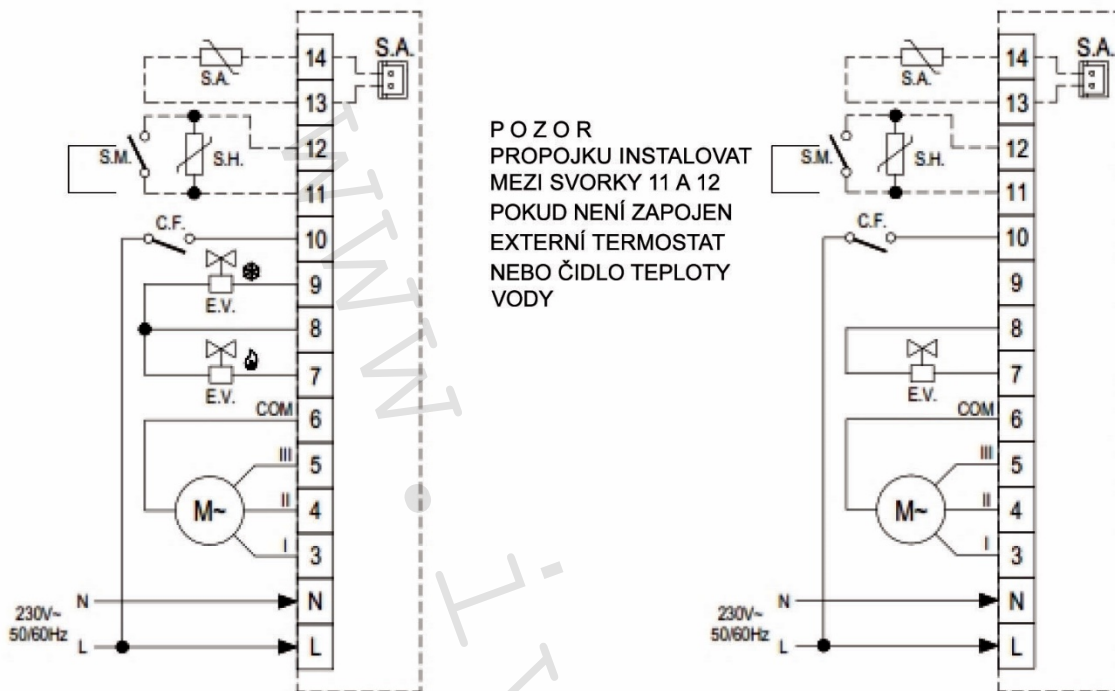 S.A.
14
S.A.
13
12
S.M.
S.H.
11
C.F.
10
9
E.V.
8
7
E.V.
COM
6
III
5
M~
II
4
I
3
N
N
230V~
50/60Hz
L
L
P O Z O R
PROPOJKU INSTALOVAT
MEZI SVORKY 11 A 12
POKUD NENÍ ZAPOJEN
EXTERNÍ TERMOSTAT
NEBO ČIDLO TEPLOTY
VODY
S.A.
14
S.A.
13
12
S.M.
S.H.
11
C.F.
10
9
8
7
E.V.
COM
6
III
5
M~
II
4
I
3
N
N
230V~
50/60Hz
L
L